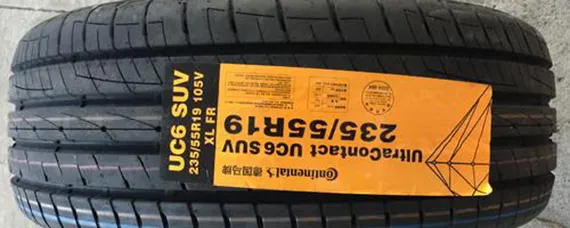 UC6 SUV
235/55R19 105V
XL FR
Continental 德国马牌
UltraContact UC6 SUV
235/55R19